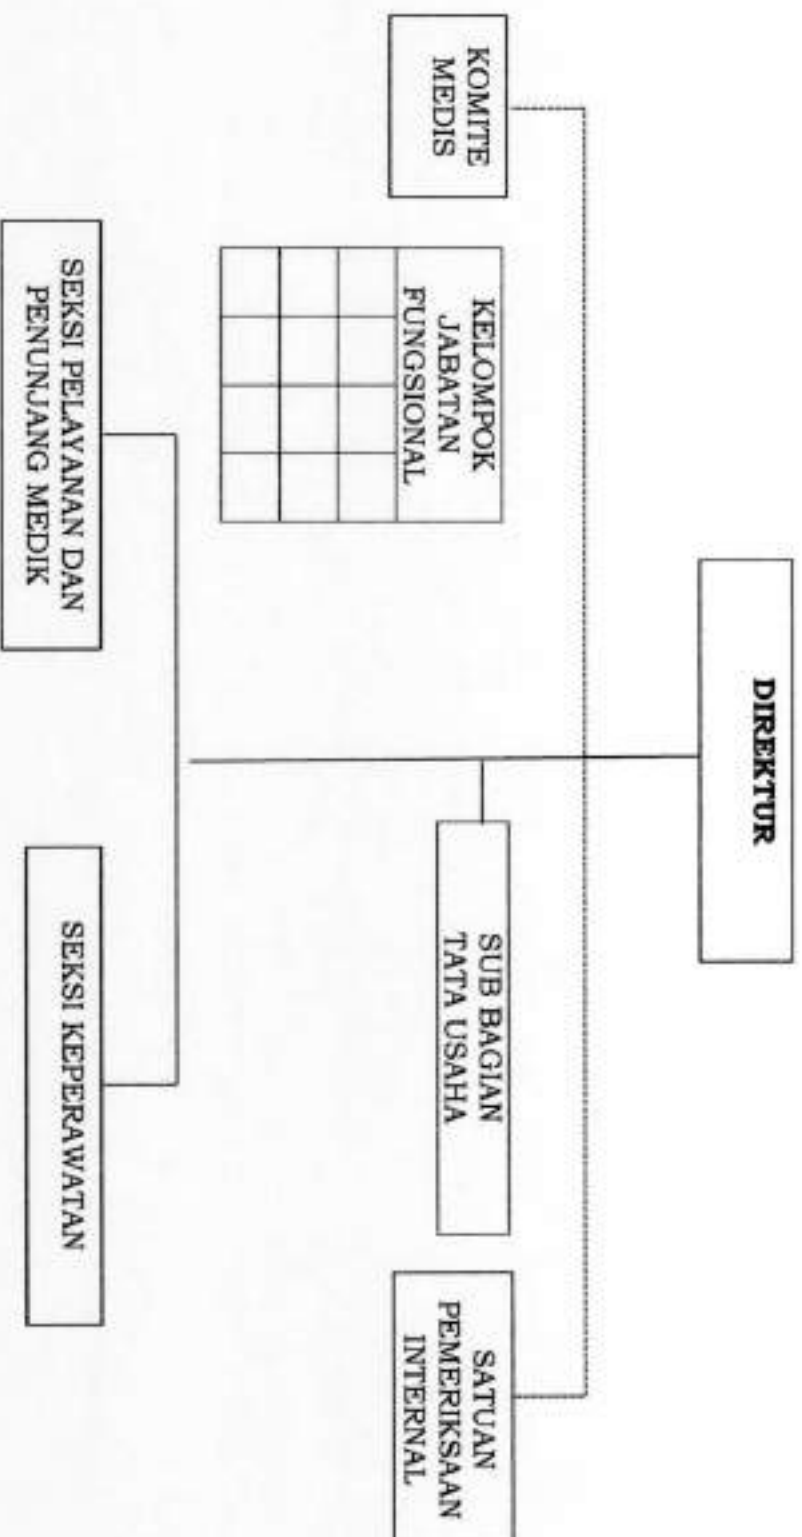 DIREKTUR
KOMITE
MEDIS
KELOMPOK
JABATAN
FUNGSIONAL
SUB BAGIAN
TATA USAHA
SATUAN
PEMERIKSAAN
INTERNAL
SEKSI PELAYANAN DAN
PENUNJANG MEDIK
SEKSI KEPERAWATAN